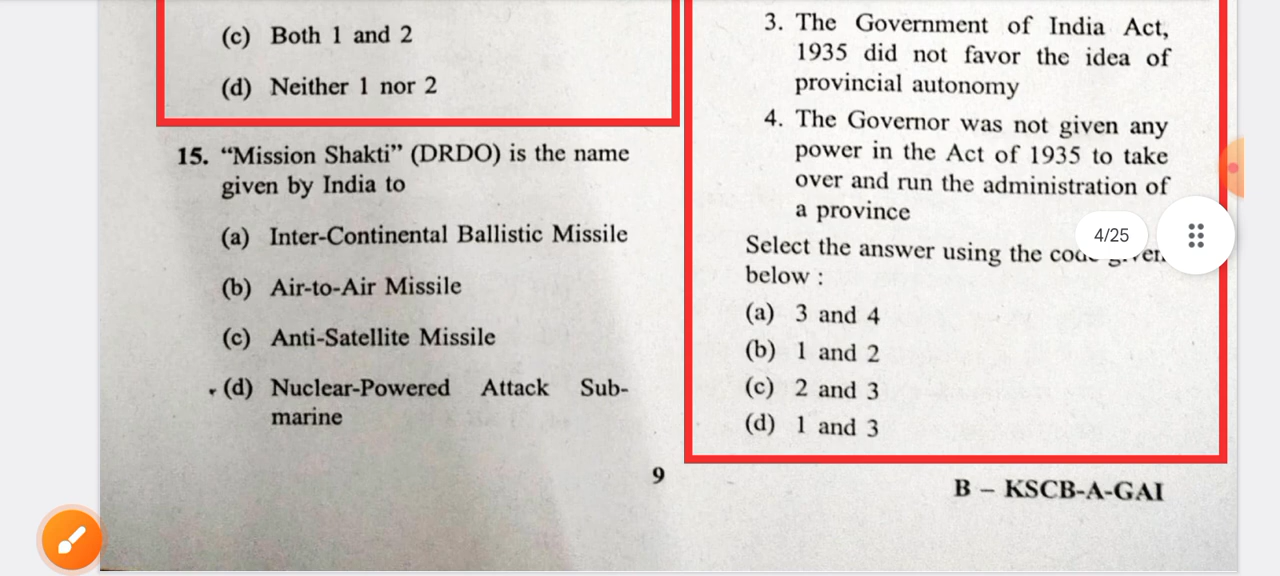 (c) Both 1 and 2
(d) Neither 1 nor 2
15. “Mission Shakti” (DRDO) is the name
given by India to
(a) Inter-Continental Ballistic Missile
(b) Air-to-Air Missile
(c) Anti-Satellite Missile
(d) Nuclear-Powered Attack Sub-
marine
9
3. The Government of India Act,
1935 did not favor the idea of
provincial autonomy
4. The Governor was not given any
power in the Act of 1935 to take
over and run the administration of
a province
4/25
Select the answer using the
below :
(a) 3 and 4
(b) 1 and 2
(c) 2 and 3
(d) 1 and 3
B – KSCB-A-GAI